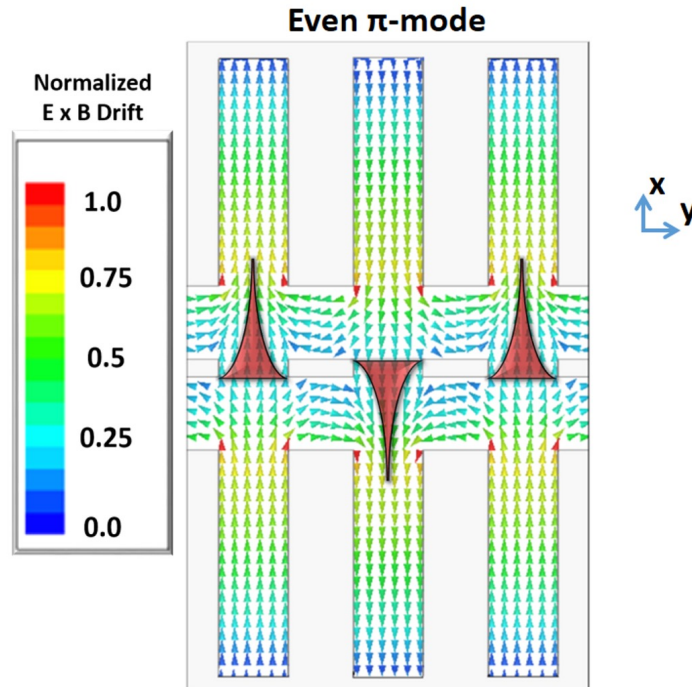 Even π-mode
Normalized
E x B Drift
1.0
0.75
0.5
0.25
0.0
x
y